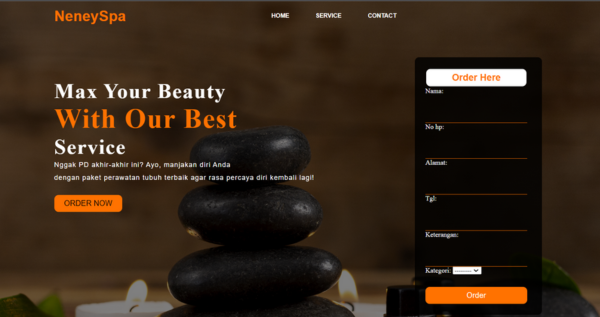 NeneySpa
HOME SERVICE CONTACT
Max Your Beauty
With Our Best
Service
Nggak PD akhir-akhir ini? Ayo, manjakan diri Anda
dengan paket perawatan tubuh terbaik agar rasa percaya diri kembali lagi!
ORDER NOW
Order Here
Nama:
No hp:
Alamat:
Tgl:
Keterangan:
Kategori: ---------
Order